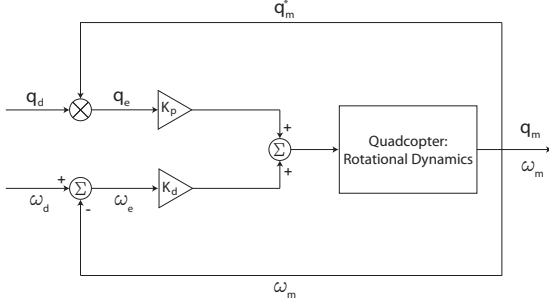 q*m
qd
qe
Kp
+
+
Σ
Quadcopter:
Rotational Dynamics
qm
ωm
+
Σ
-
ωd
ωe
Kd
ωm